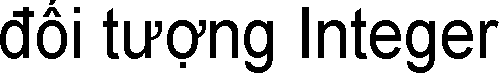 đối tượng Integer